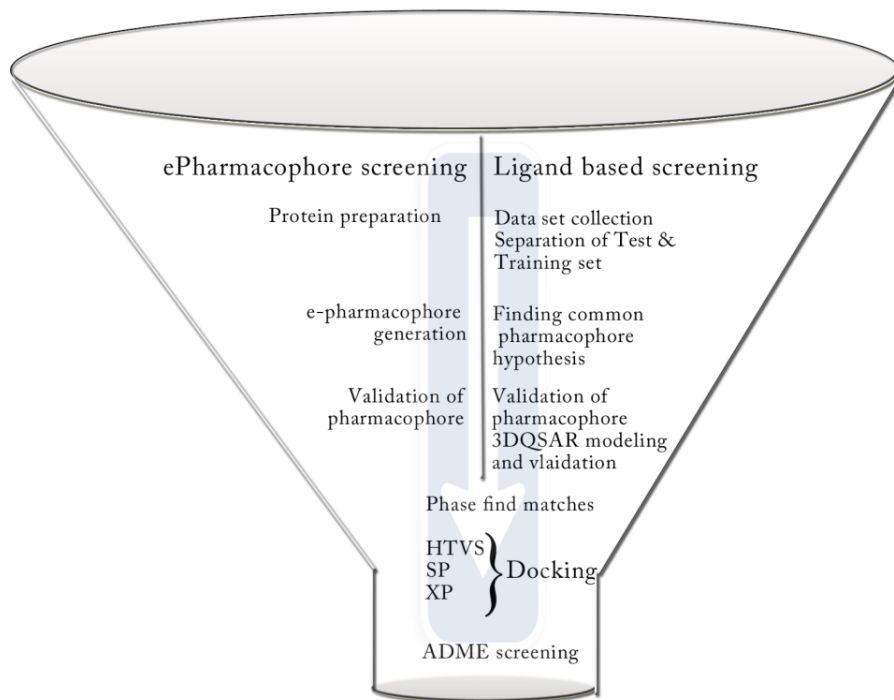 ePharmacophore screening
Protein preparation
e-pharmacophore
generation
Validation of
pharmacophore
Ligand based screening
Data set collection
Separation of Test &
Training set
Finding common
pharmacophore
hypothesis
Validation of
pharmacophore
3DQSAR modeling
and vlaidation
Phase find matches
HTVS
SP
XP
Docking
ADME screening